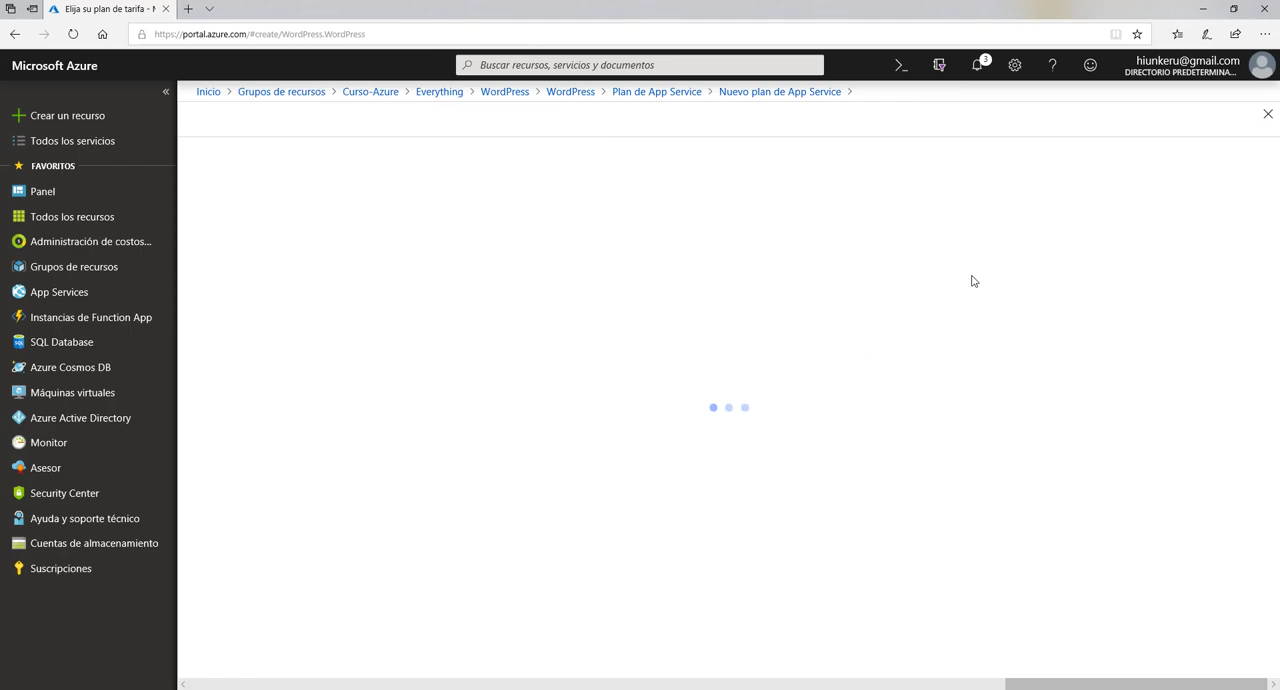 Elija su plan de tarifa - M
https://portal.azure.com/#create/WordPress.WordPress
Microsoft Azure
Buscar recursos, servicios y documentos
3
hiunkeru@gmail.com
DIRECTORIO PREDETERMINA...
Inicio > Grupos de recursos > Curso-Azure > Everything > WordPress > WordPress > Plan de App Service > Nuevo plan de App Service >
Crear un recurso
Todos los servicios
FAVORITOS
Panel
Todos los recursos
Administración de costos...
Grupos de recursos
App Services
Instancias de Function App
SQL Database
Azure Cosmos DB
Máquinas virtuales
Azure Active Directory
Monitor
Asesor
Security Center
Ayuda y soporte técnico
Cuentas de almacenamiento
Suscripciones